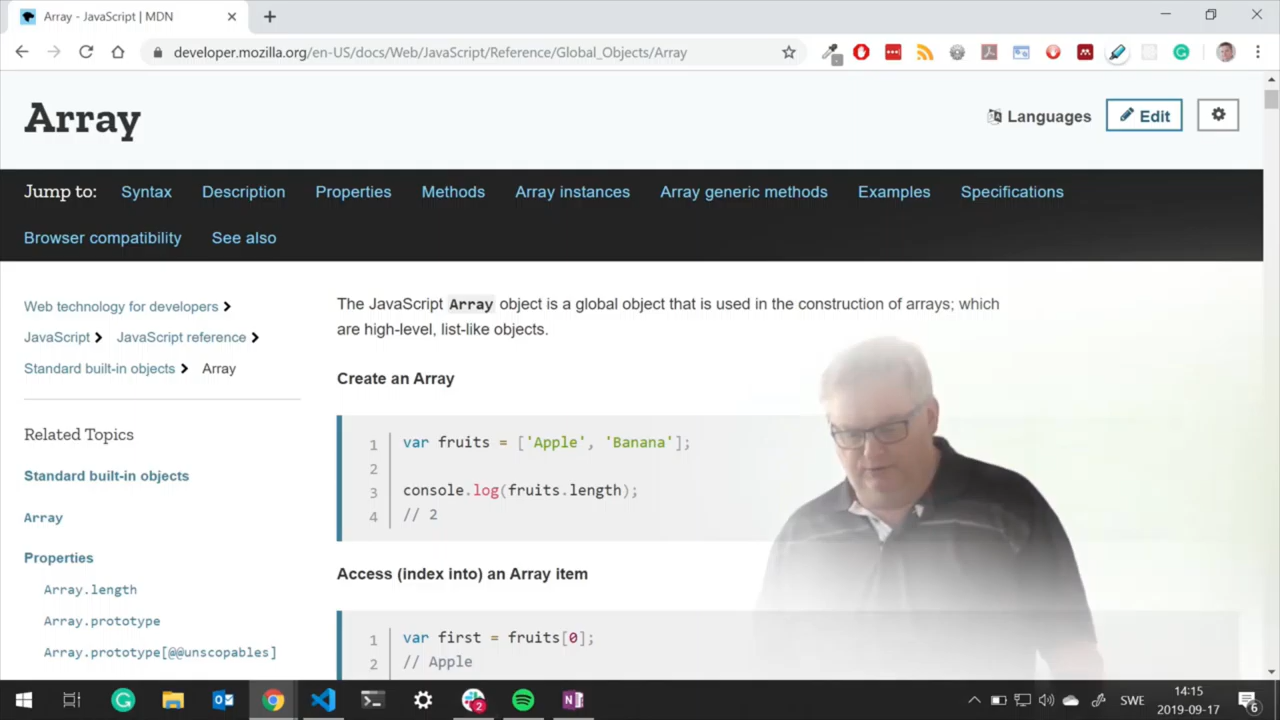 Array - JavaScript | MDN
developer.mozilla.org/en-US/docs/Web/JavaScript/Reference/Global_Objects/Array
Array
Languages
Edit
Jump to: Syntax Description Properties Methods Array instances Array generic methods Examples Specifications
Browser compatibility See also
Web technology for developers
JavaScript JavaScript reference
Standard built-in objects Array
Related Topics
Standard built-in objects
Array
Properties
Array.length
Array.prototype
Array.prototype[@@unscopables]
The JavaScript Array object is a global object that is used in the construction of arrays; which
are high-level, list-like objects.
Create an Array
1 var fruits = ['Apple', 'Banana'];
2
3 console.log(fruits.length);
4 // 2
Access (index into) an Array item
1 var first = fruits[0];
2 // Apple
2
SWE
14:15
2019-09-17
6